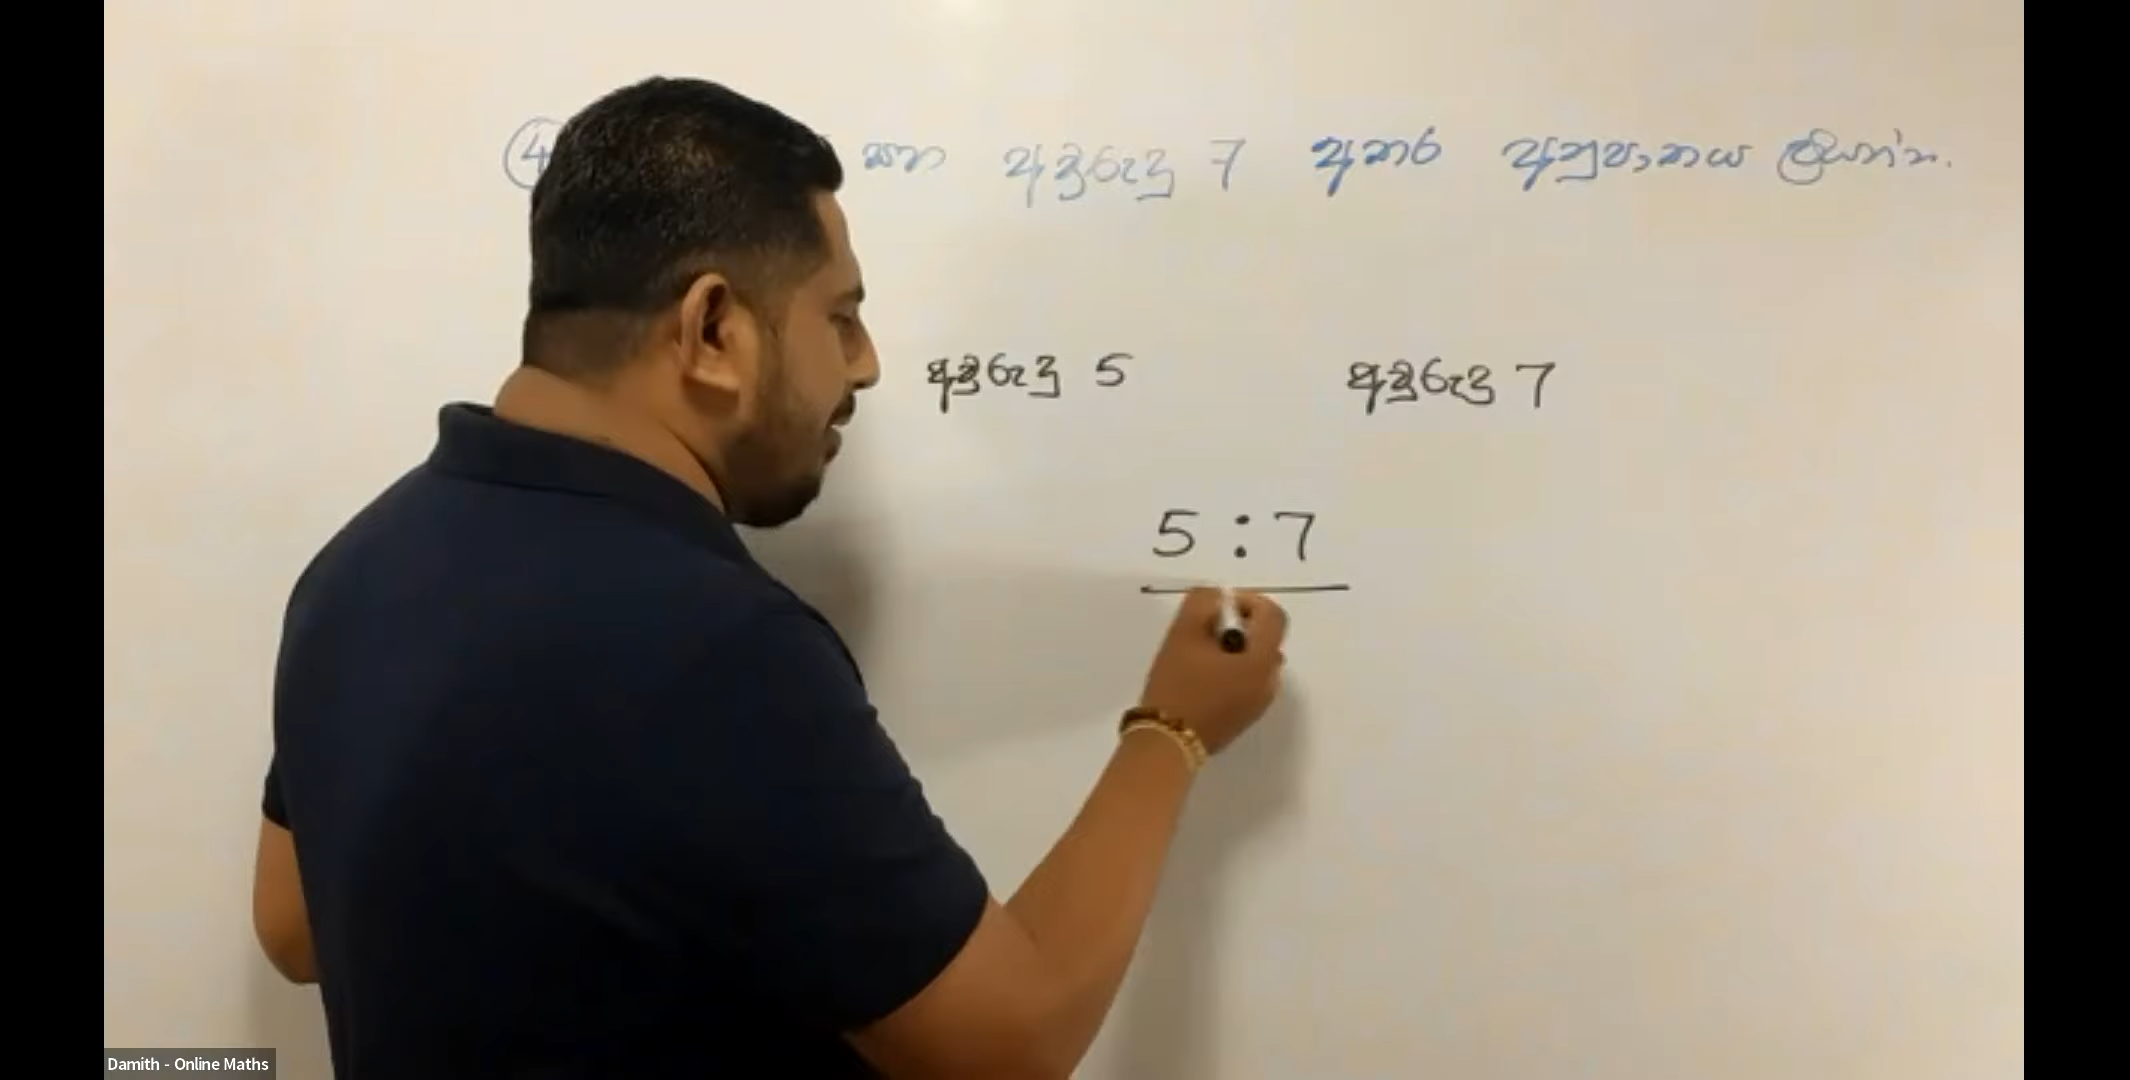 ④ සහ අවුරුදු 7 අතර අනුපාතය ලියන්න.
අවුරුදු 5 අවුරුදු 7
5 : 7
Damith - Online Maths